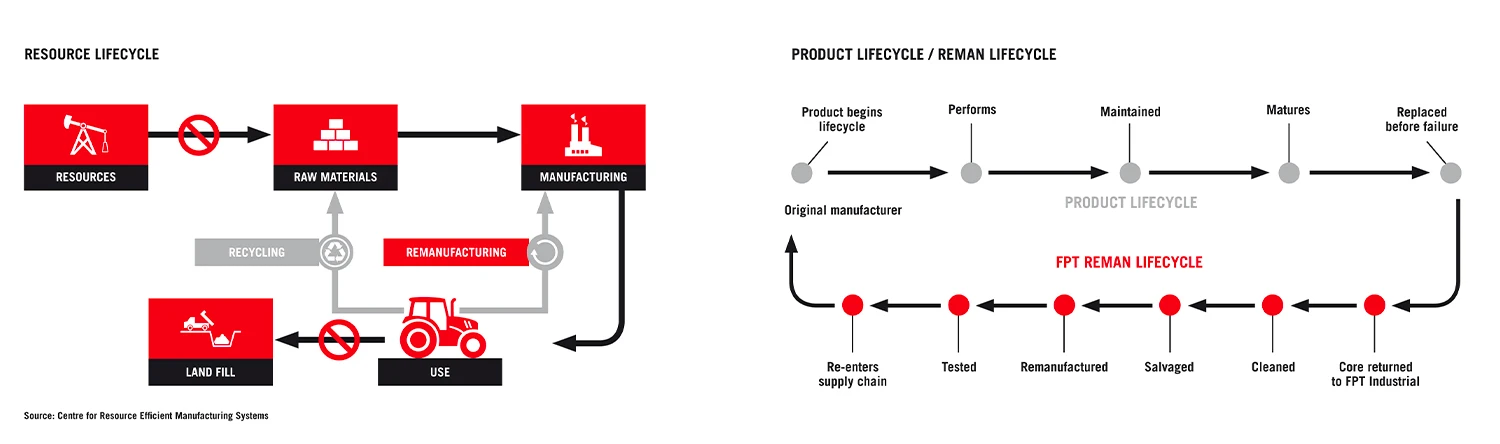 RESOURCE LIFECYCLE
RESOURCES
RAW MATERIALS
MANUFACTURING
RECYCLING
REMANUFACTURING
LAND FILL
USE
Source: Centre for Resource Efficient Manufacturing Systems
PRODUCT LIFECYCLE / REMAN LIFECYCLE
Product begins
lifecycle
Performs
Maintained
Matures
Replaced
before failure
Original manufacturer
PRODUCT LIFECYCLE
FPT REMAN LIFECYCLE
Re-enters
supply chain
Tested
Remanufactured
Salvaged
Cleaned
Core returned
to FPT Industrial